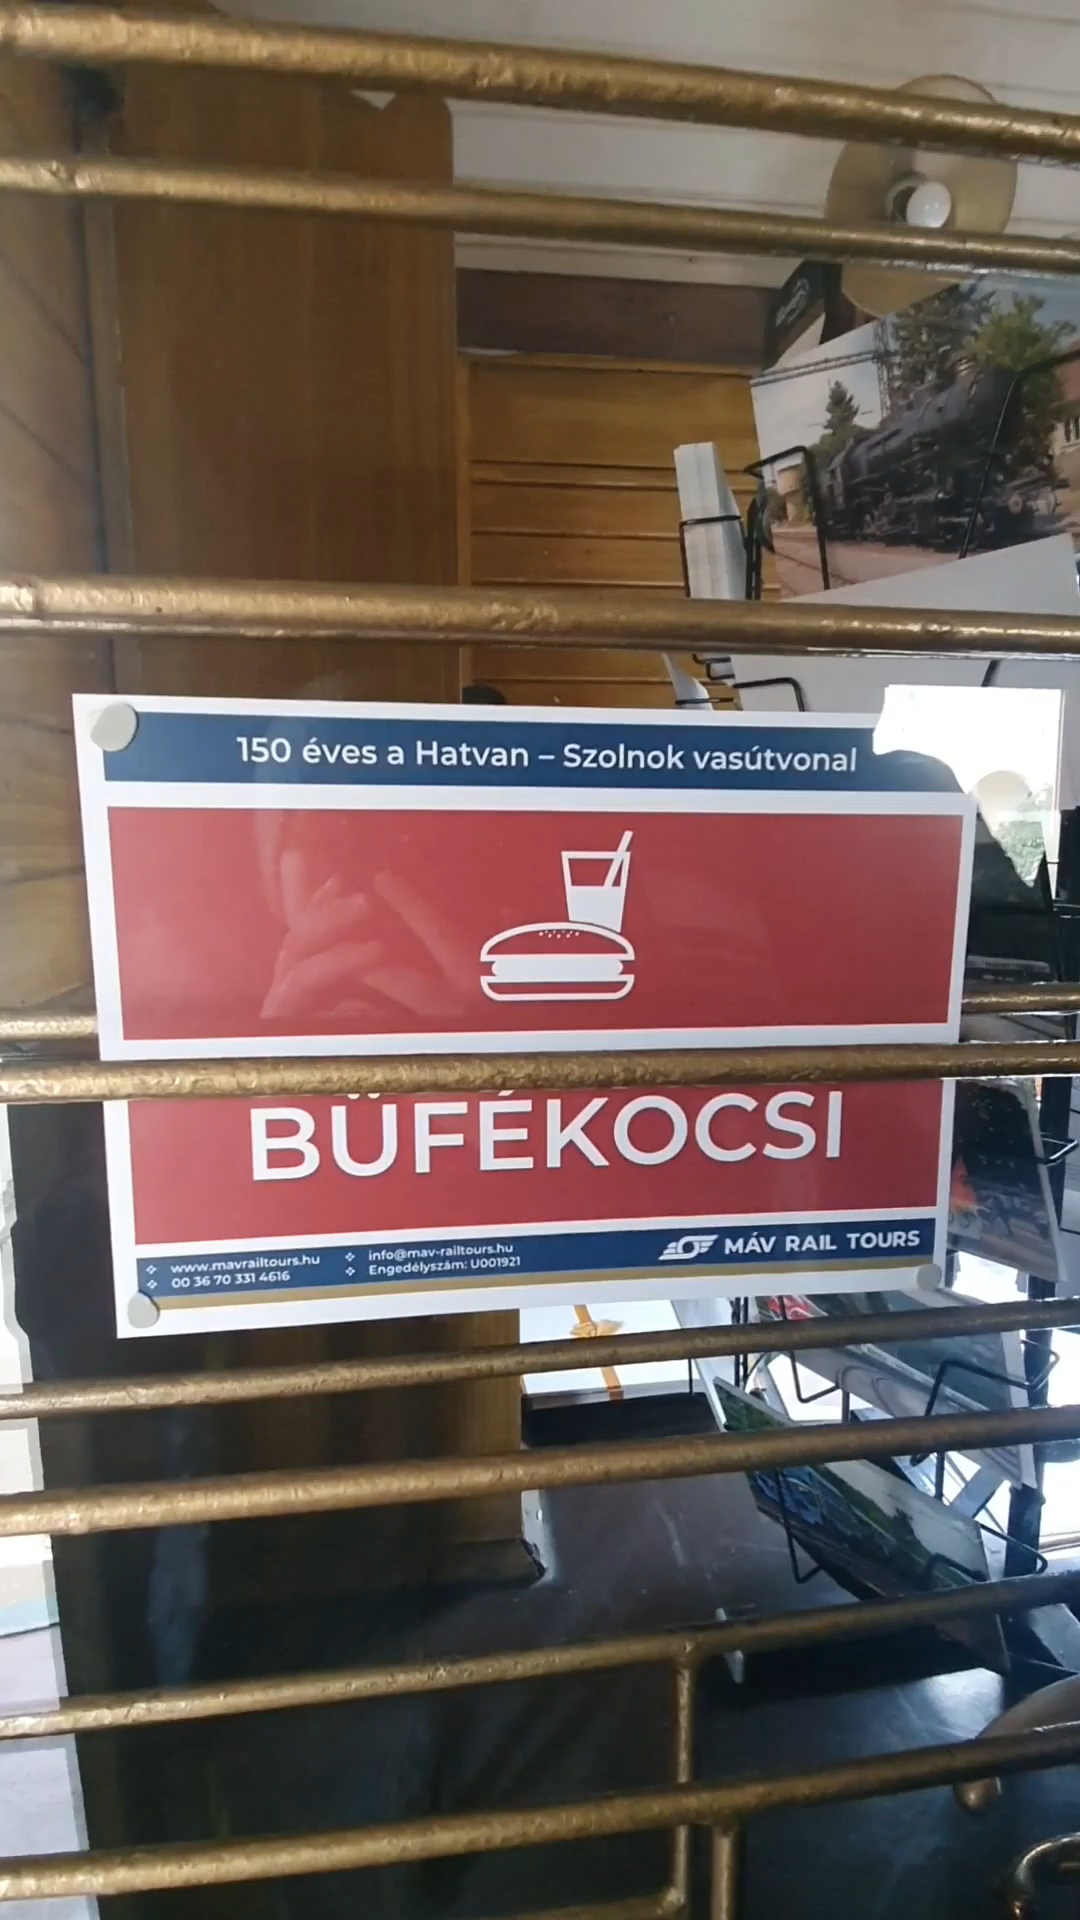 150 éves a Hatvan – Szolnok vasútvonal
BÜFÉKOCSI
www.mavrailtours.hu
00 36 70 331 4616
info@mav-railtours.hu
Engedélyszám: U001921
MÁV RAIL TOURS